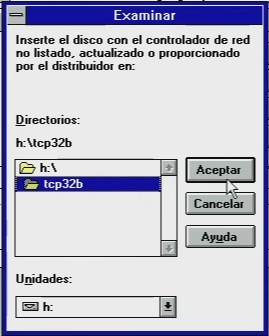 Examinar
Inserte el disco con el controlador de red
no listado, actualizado o proporcionado
por el distribuidor en:
Directorios:
h:\tcp32b
h:\
tcp32b
Aceptar
Cancelar
Ayuda
Unidades:
h: